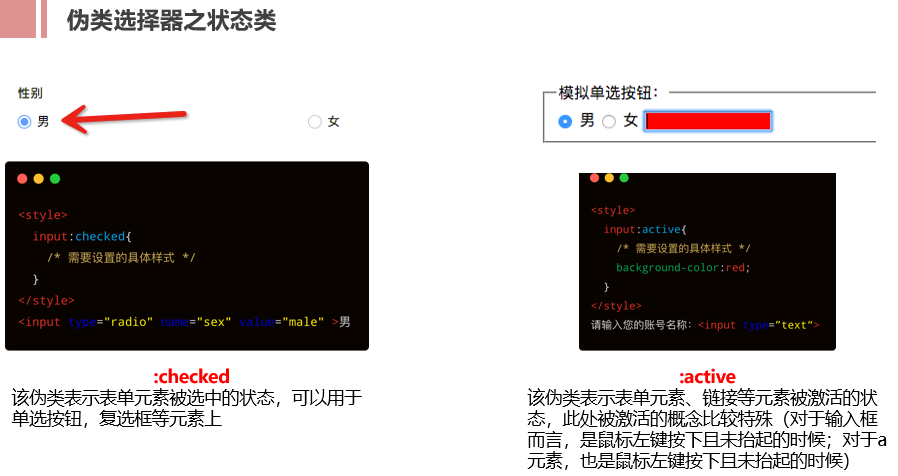 伪类选择器之状态类
性别
男
女
<style>
input:checked{
/* 需要设置的具体样式 */
}
</style>
<input type="radio" name="sex" value="male" >男
:checked
该伪类表示表单元素被选中的状态，可以用于
单选按钮，复选框等元素上
模拟单选按钮：
男 女
<style>
input:active{
/* 需要设置的具体样式 */
background-color:red;
}
</style>
请输入您的账号名称：<input type="text">
:active
该伪类表示表单元素、链接等元素被激活的状
态，此处被激活的概念比较特殊（对于输入框
而言，是鼠标左键按下且未抬起的时候；对于a
元素，也是鼠标左键按下且未抬起的时候）